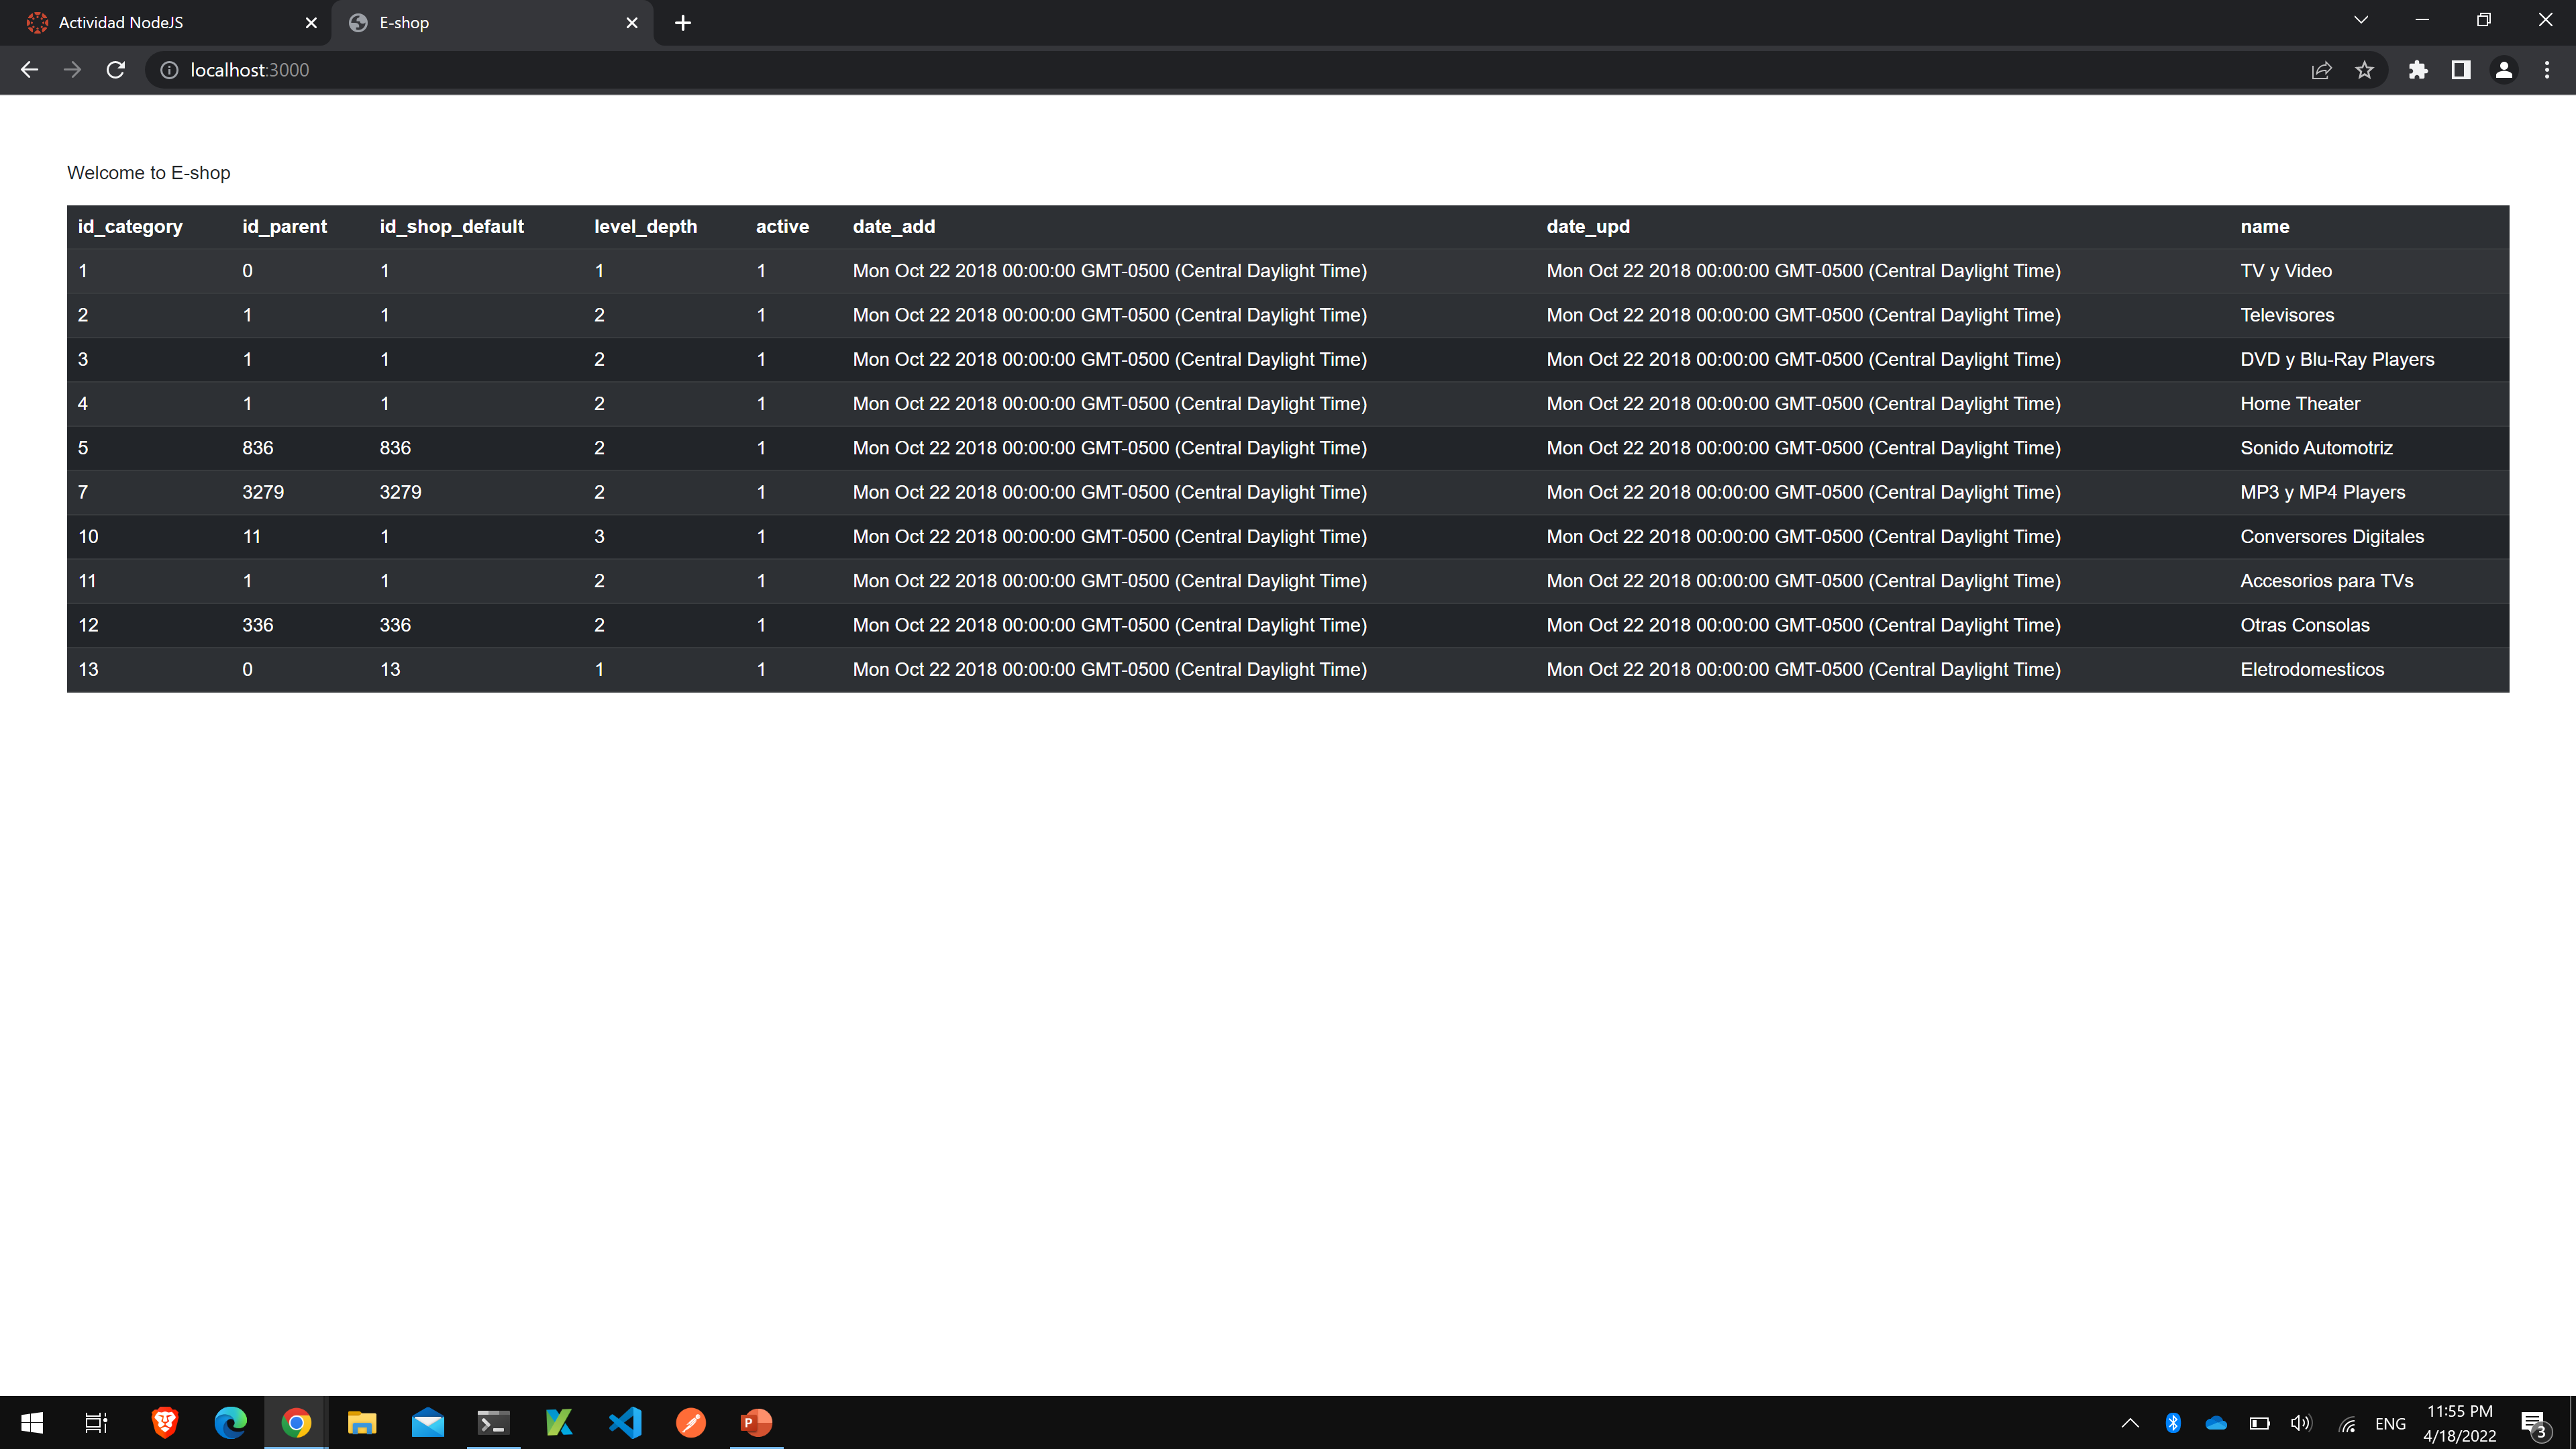 Actividad NodeJS
E-shop
localhost:3000
Welcome to E-shop
id_category id_parent id_shop_default level_depth active date_add date_upd name
1 0 1 1 1 Mon Oct 22 2018 00:00:00 GMT-0500 (Central Daylight Time) Mon Oct 22 2018 00:00:00 GMT-0500 (Central Daylight Time) TV y Video
2 1 1 2 1 Mon Oct 22 2018 00:00:00 GMT-0500 (Central Daylight Time) Mon Oct 22 2018 00:00:00 GMT-0500 (Central Daylight Time) Televisores
3 1 1 2 1 Mon Oct 22 2018 00:00:00 GMT-0500 (Central Daylight Time) Mon Oct 22 2018 00:00:00 GMT-0500 (Central Daylight Time) DVD y Blu-Ray Players
4 1 1 2 1 Mon Oct 22 2018 00:00:00 GMT-0500 (Central Daylight Time) Mon Oct 22 2018 00:00:00 GMT-0500 (Central Daylight Time) Home Theater
5 836 836 2 1 Mon Oct 22 2018 00:00:00 GMT-0500 (Central Daylight Time) Mon Oct 22 2018 00:00:00 GMT-0500 (Central Daylight Time) Sonido Automotriz
7 3279 3279 2 1 Mon Oct 22 2018 00:00:00 GMT-0500 (Central Daylight Time) Mon Oct 22 2018 00:00:00 GMT-0500 (Central Daylight Time) MP3 y MP4 Players
10 11 1 3 1 Mon Oct 22 2018 00:00:00 GMT-0500 (Central Daylight Time) Mon Oct 22 2018 00:00:00 GMT-0500 (Central Daylight Time) Conversores Digitales
11 1 1 2 1 Mon Oct 22 2018 00:00:00 GMT-0500 (Central Daylight Time) Mon Oct 22 2018 00:00:00 GMT-0500 (Central Daylight Time) Accesorios para TVs
12 336 336 2 1 Mon Oct 22 2018 00:00:00 GMT-0500 (Central Daylight Time) Mon Oct 22 2018 00:00:00 GMT-0500 (Central Daylight Time) Otras Consolas
13 0 13 1 1 Mon Oct 22 2018 00:00:00 GMT-0500 (Central Daylight Time) Mon Oct 22 2018 00:00:00 GMT-0500 (Central Daylight Time) Eletrodomesticos
P
ENG
11:55 PM
4/18/2022
3